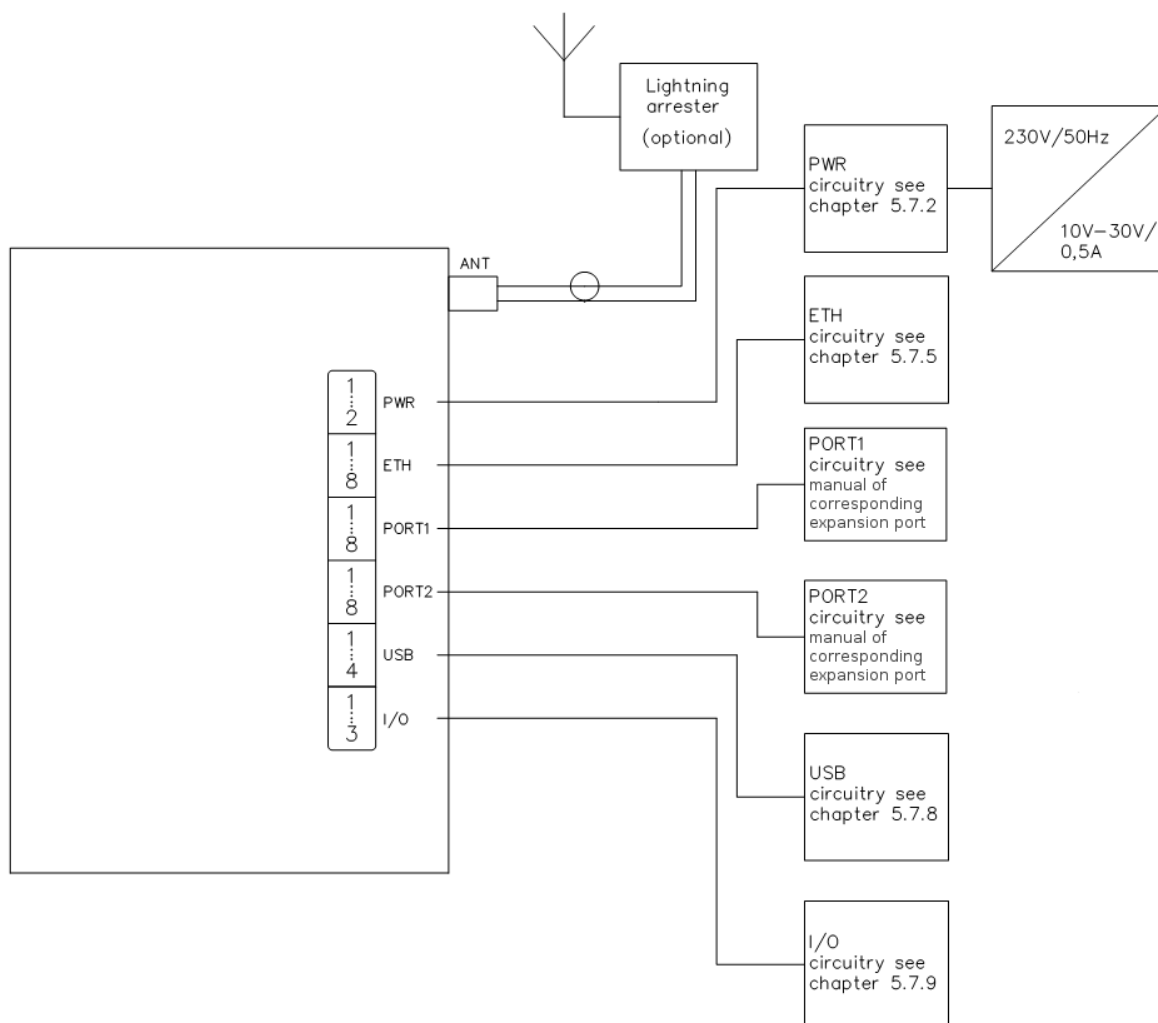 Lightning
arrester
(optional)
PWR
circuitry see
chapter 5.7.2
230V/50Hz
10V–30V/
0,5A
ANT
ETH
circuitry see
chapter 5.7.5
1
2
PWR
1
8
ETH
1
8
PORT1
1
8
PORT2
1
4
USB
1
3
I/O
PORT1
circuitry see
manual of
corresponding
expansion port
PORT2
circuitry see
manual of
corresponding
expansion port
USB
circuitry see
chapter 5.7.8
I/O
circuitry see
chapter 5.7.9